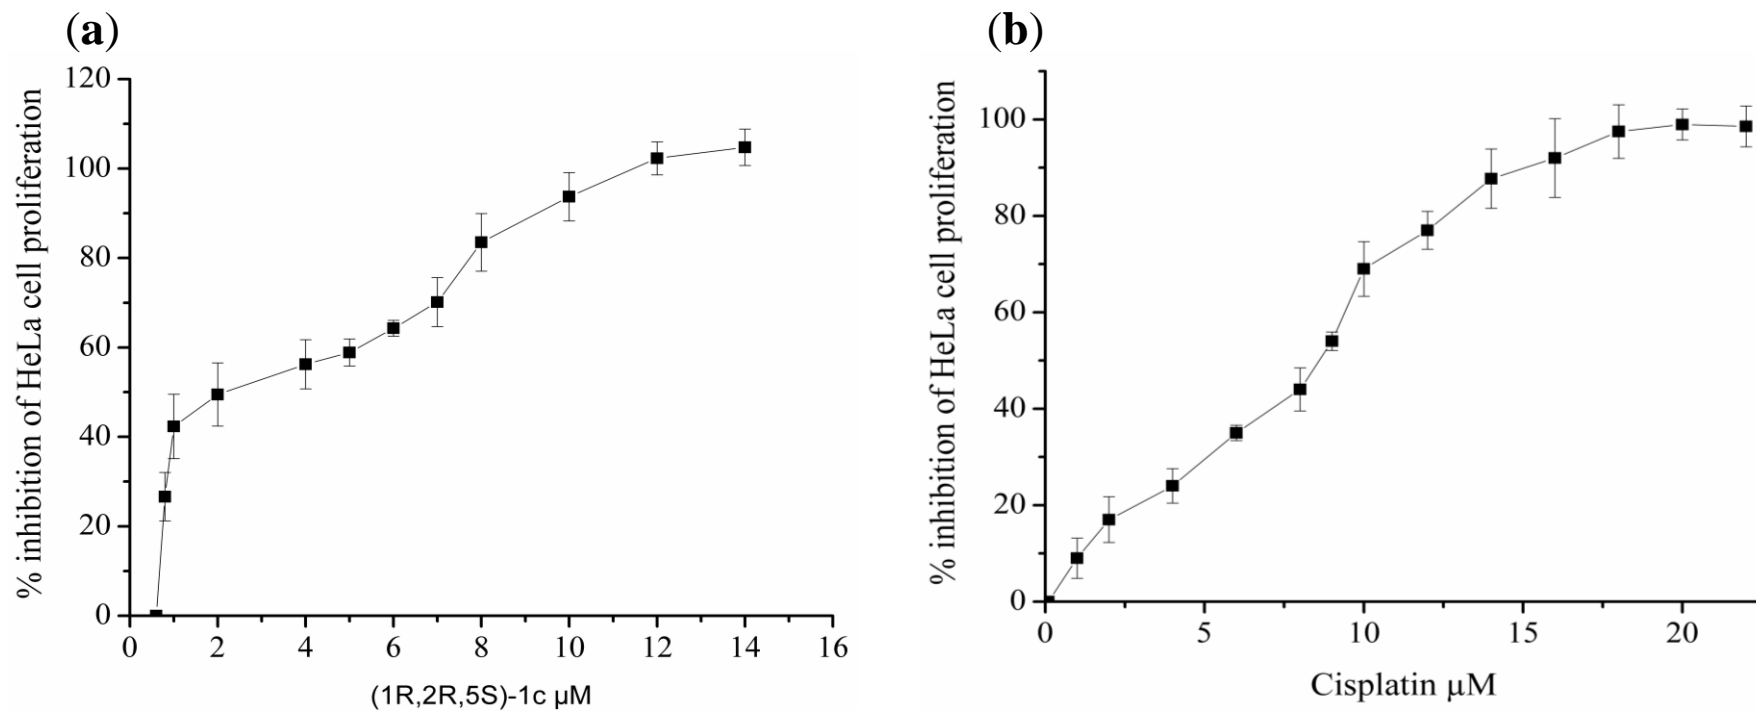 (a)
% inhibition of HeLa cell proliferation
120
100
80
60
40
20
0
0 2 4 6 8 10 12 14 16
(1R,2R,5S)-1c μM
(b)
% inhibition of HeLa cell proliferation
100
80
60
40
20
0
0 5 10 15 20
Cisplatin μM